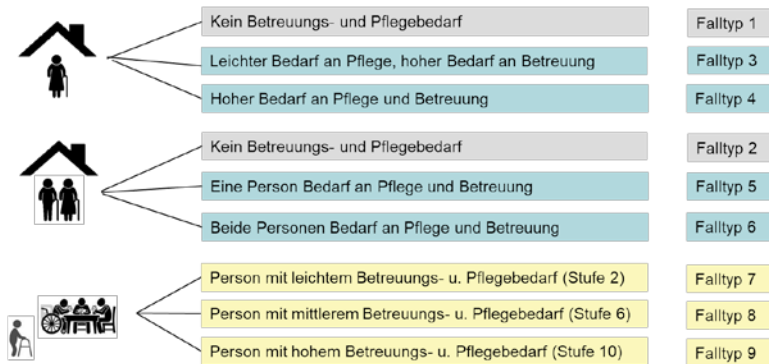 Kein Betreuungs- und Pflegebedarf Falltyp 1
Leichter Bedarf an Pflege, hoher Bedarf an Betreuung Falltyp 3
Hoher Bedarf an Pflege und Betreuung Falltyp 4
Kein Betreuungs- und Pflegebedarf Falltyp 2
Eine Person Bedarf an Pflege und Betreuung Falltyp 5
Beide Personen Bedarf an Pflege und Betreuung Falltyp 6
Person mit leichtem Betreuungs- u. Pflegebedarf (Stufe 2) Falltyp 7
Person mit mittlerem Betreuungs- u. Pflegebedarf (Stufe 6) Falltyp 8
Person mit hohem Betreuungs- u. Pflegebedarf (Stufe 10) Falltyp 9